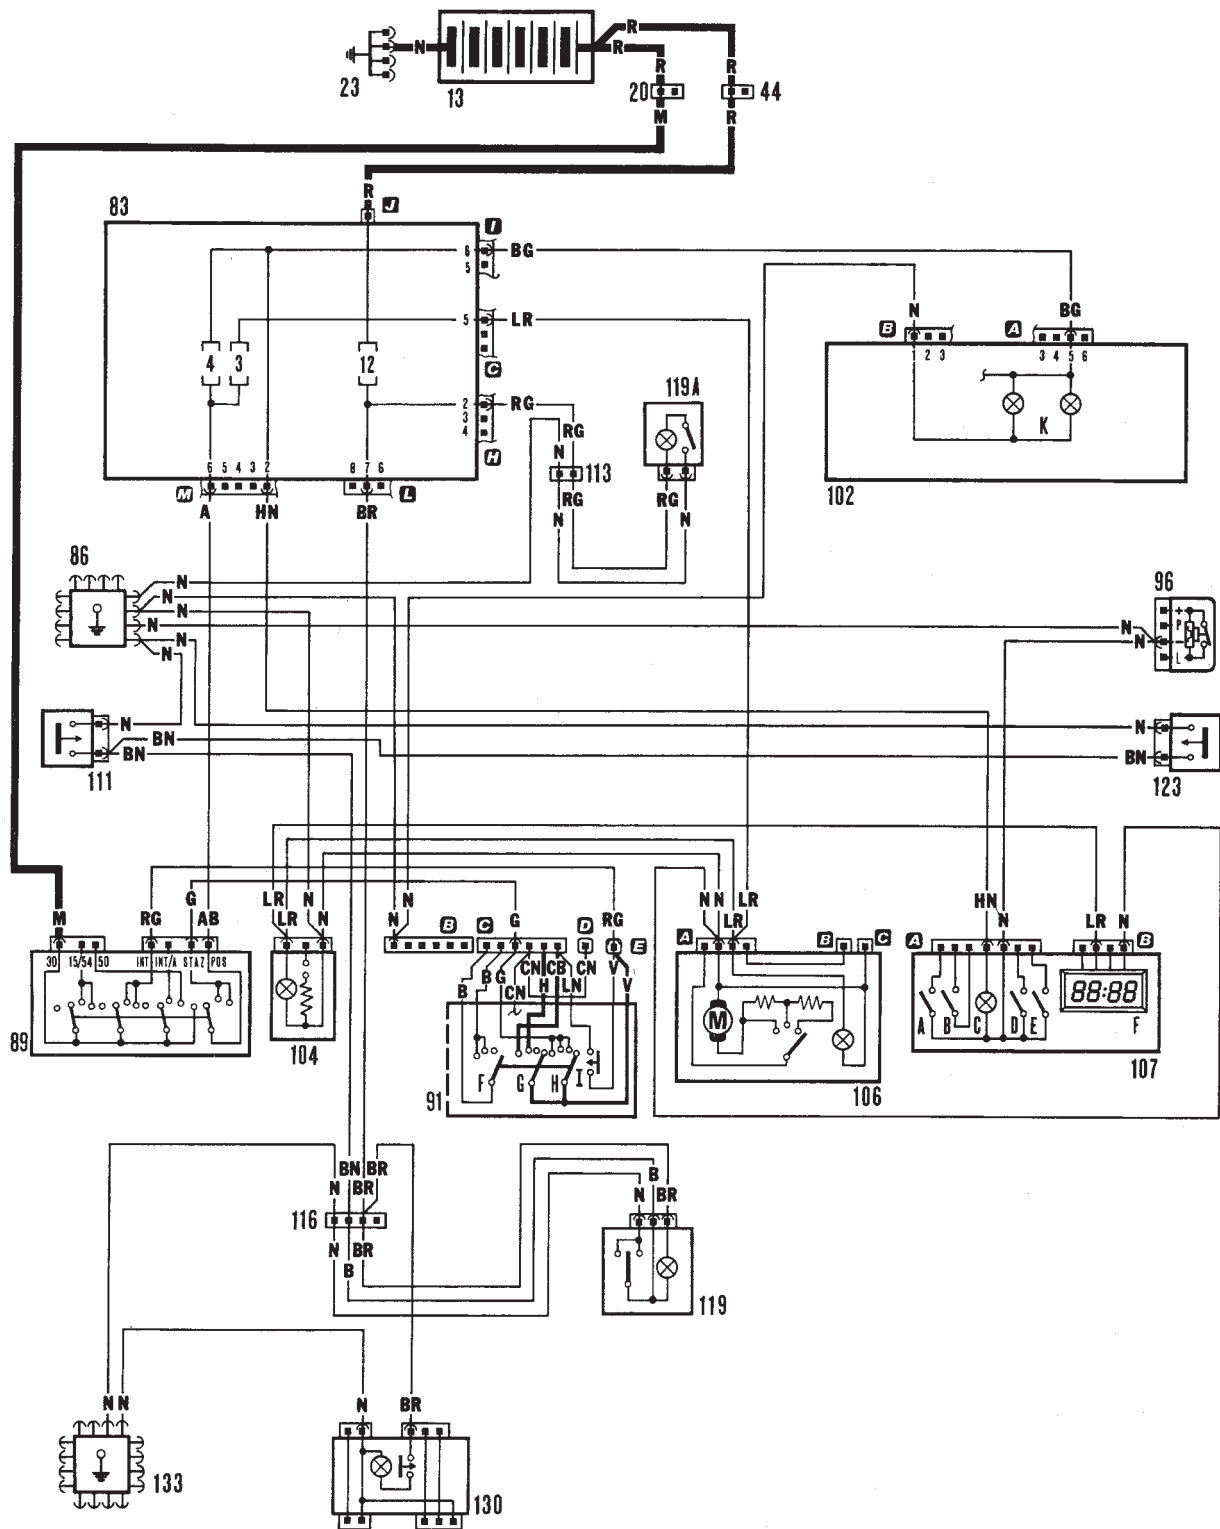 N
R
R
23
13
R
R
20
44
M
R
R
J
83
I
6
5
BG
5
LR
C
4
3
12
2
3
4
RG
H
N
RG
113
119A
N
RG
RG
N
N
BG
B
A
1
2
3
3
4
5
6
K
102
6
5
4
3
2
8
7
6
M
L
A
HN
BR
86
N
N
N
N
N
N
96
N
N
+
P
-
L
N
BN
BN
111
N
BN
123
M
RG
G
AB
LR
LR
N
N
N
N
G
RG
N
N
LR
LR
HN
N
LR
N
B
C
D
E
A
B
C
A
B
30
15/54
50
INT
INT/A
STAZ
POS
89
104
B
B
G
CN
CN
H
CB
LN
CN
V
V
F
G
H
I
91
M
106
A
B
C
D
E
88:88
F
107
N
BN
BR
BR
116
N
B
BR
N
B
BR
119
N
N
133
N
BR
130